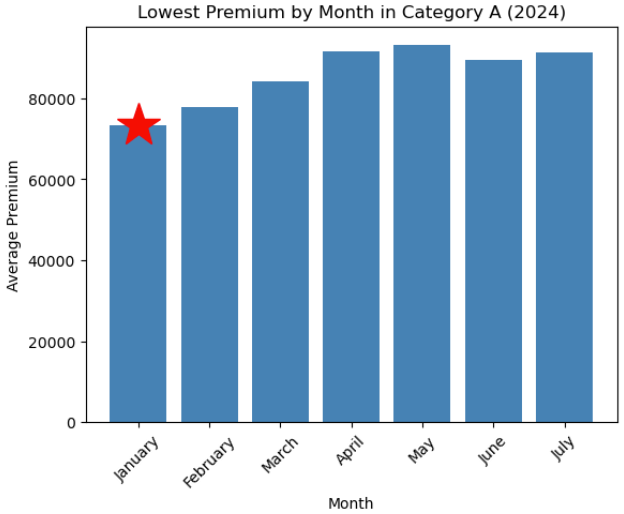 Lowest Premium by Month in Category A (2024)
Average Premium
80000
60000
40000
20000
0
January
February
March
April
May
June
July
Month